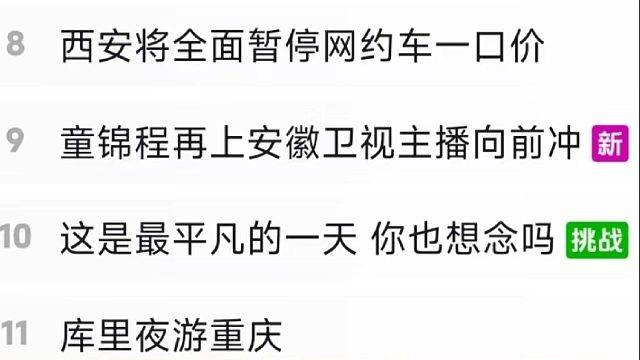 8 西安将全面暂停网约车一口价
9 童锦程再上安徽卫视主播向前冲 新
10 这是最平凡的一天 你也想念吗 挑战
11 库里夜游重庆